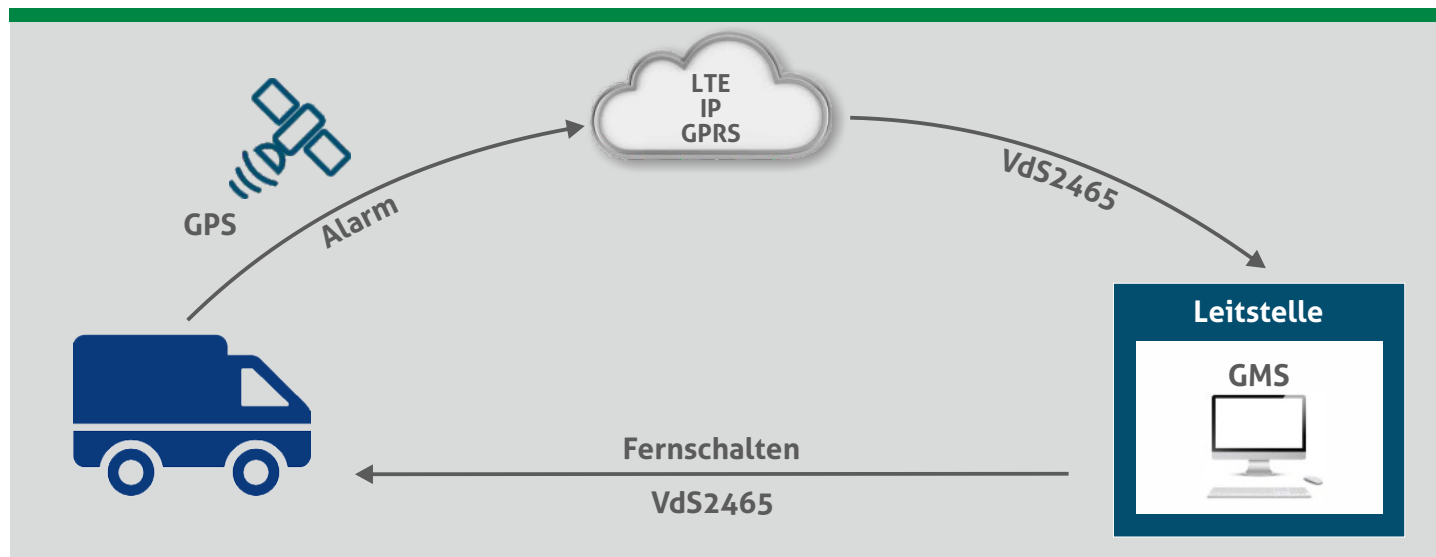 LTE
IP
GPRS
GPS
Alarm
VdS2465
Leitstelle
GMS
Fernschalten
VdS2465